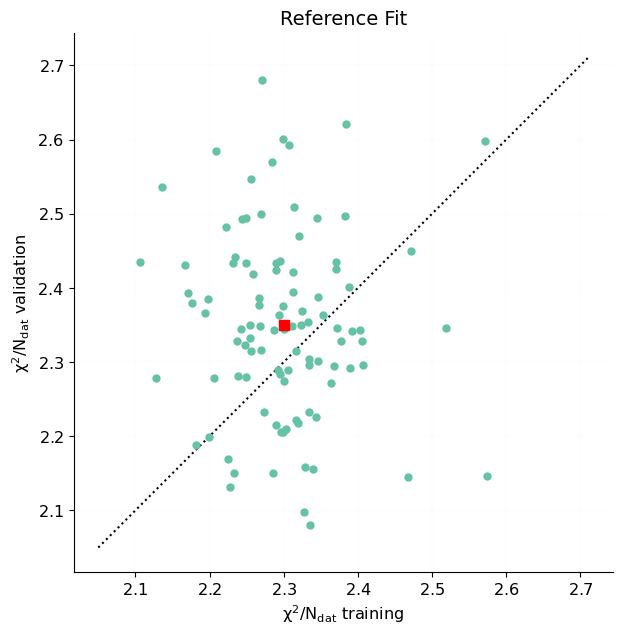 Reference Fit
χ²/N_dat validation
2.7
2.6
2.5
2.4
2.3
2.2
2.1
2.1 2.2 2.3 2.4 2.5 2.6 2.7
χ²/N_dat training